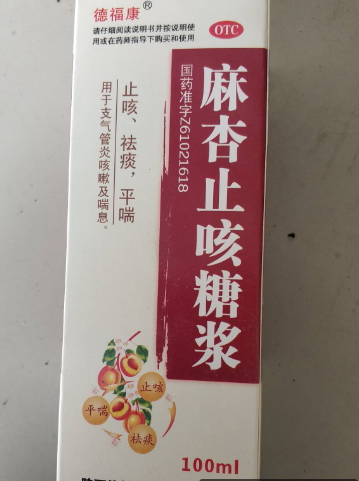 德福康®
请仔细阅读说明书并按说明使
用或在药师指导下购买和使用
OTC
麻杏止咳糖浆
国药准字Z61021618
止咳、祛痰，平喘
用于支气管炎咳嗽及喘息。
止咳
平喘
祛痰
100ml